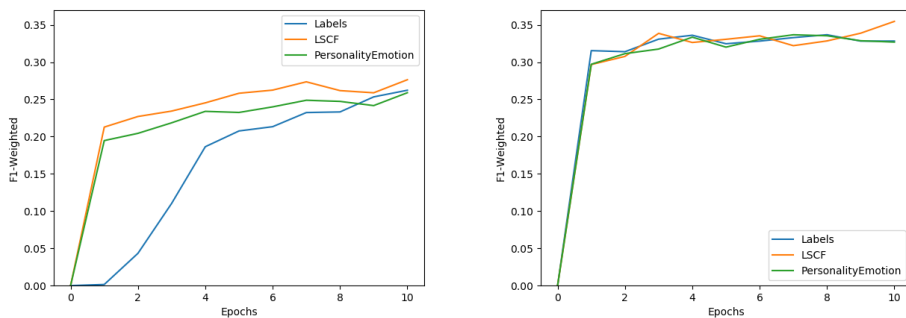 0.35
0.30
0.25
0.20
0.15
0.10
0.05
0.00
F1-Weighted
0 2 4 6 8 10
Epochs
Labels
LSCF
PersonalityEmotion
0.35
0.30
0.25
0.20
0.15
0.10
0.05
0.00
F1-Weighted
0 2 4 6 8 10
Epochs
Labels
LSCF
PersonalityEmotion